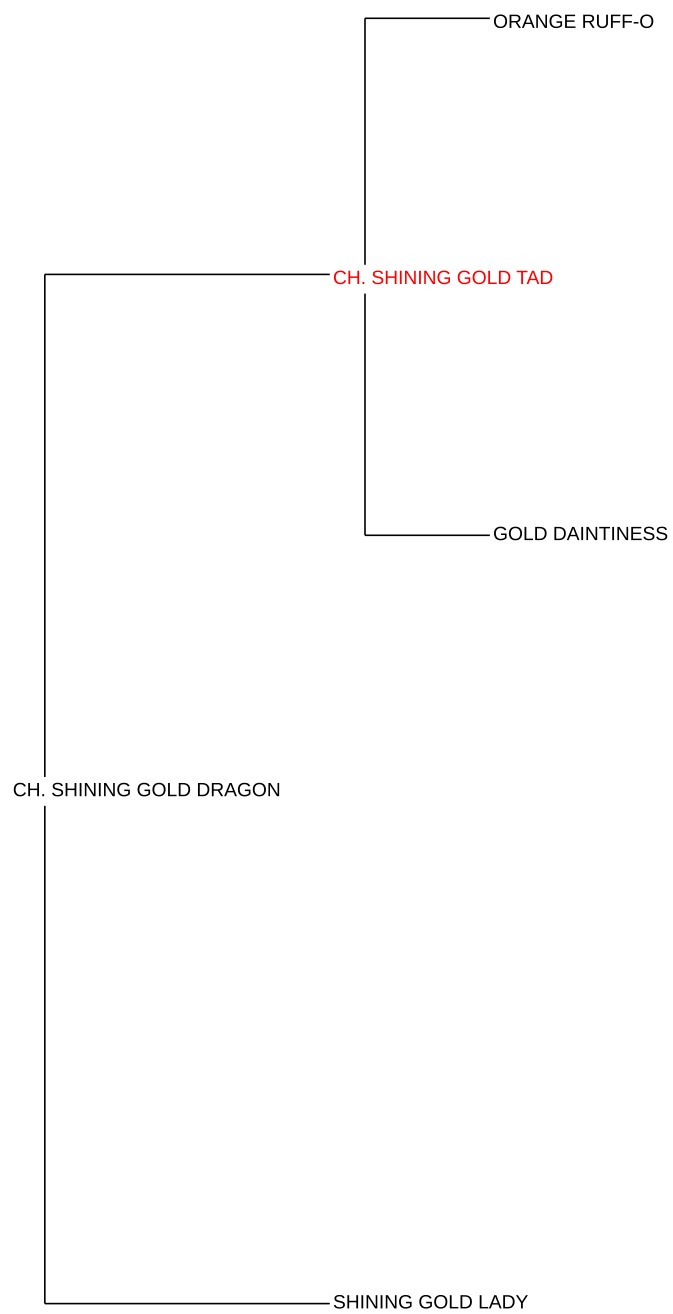 ORANGE RUFF-O
CH. SHINING GOLD TAD
GOLD DAINTINESS
CH. SHINING GOLD DRAGON
SHINING GOLD LADY